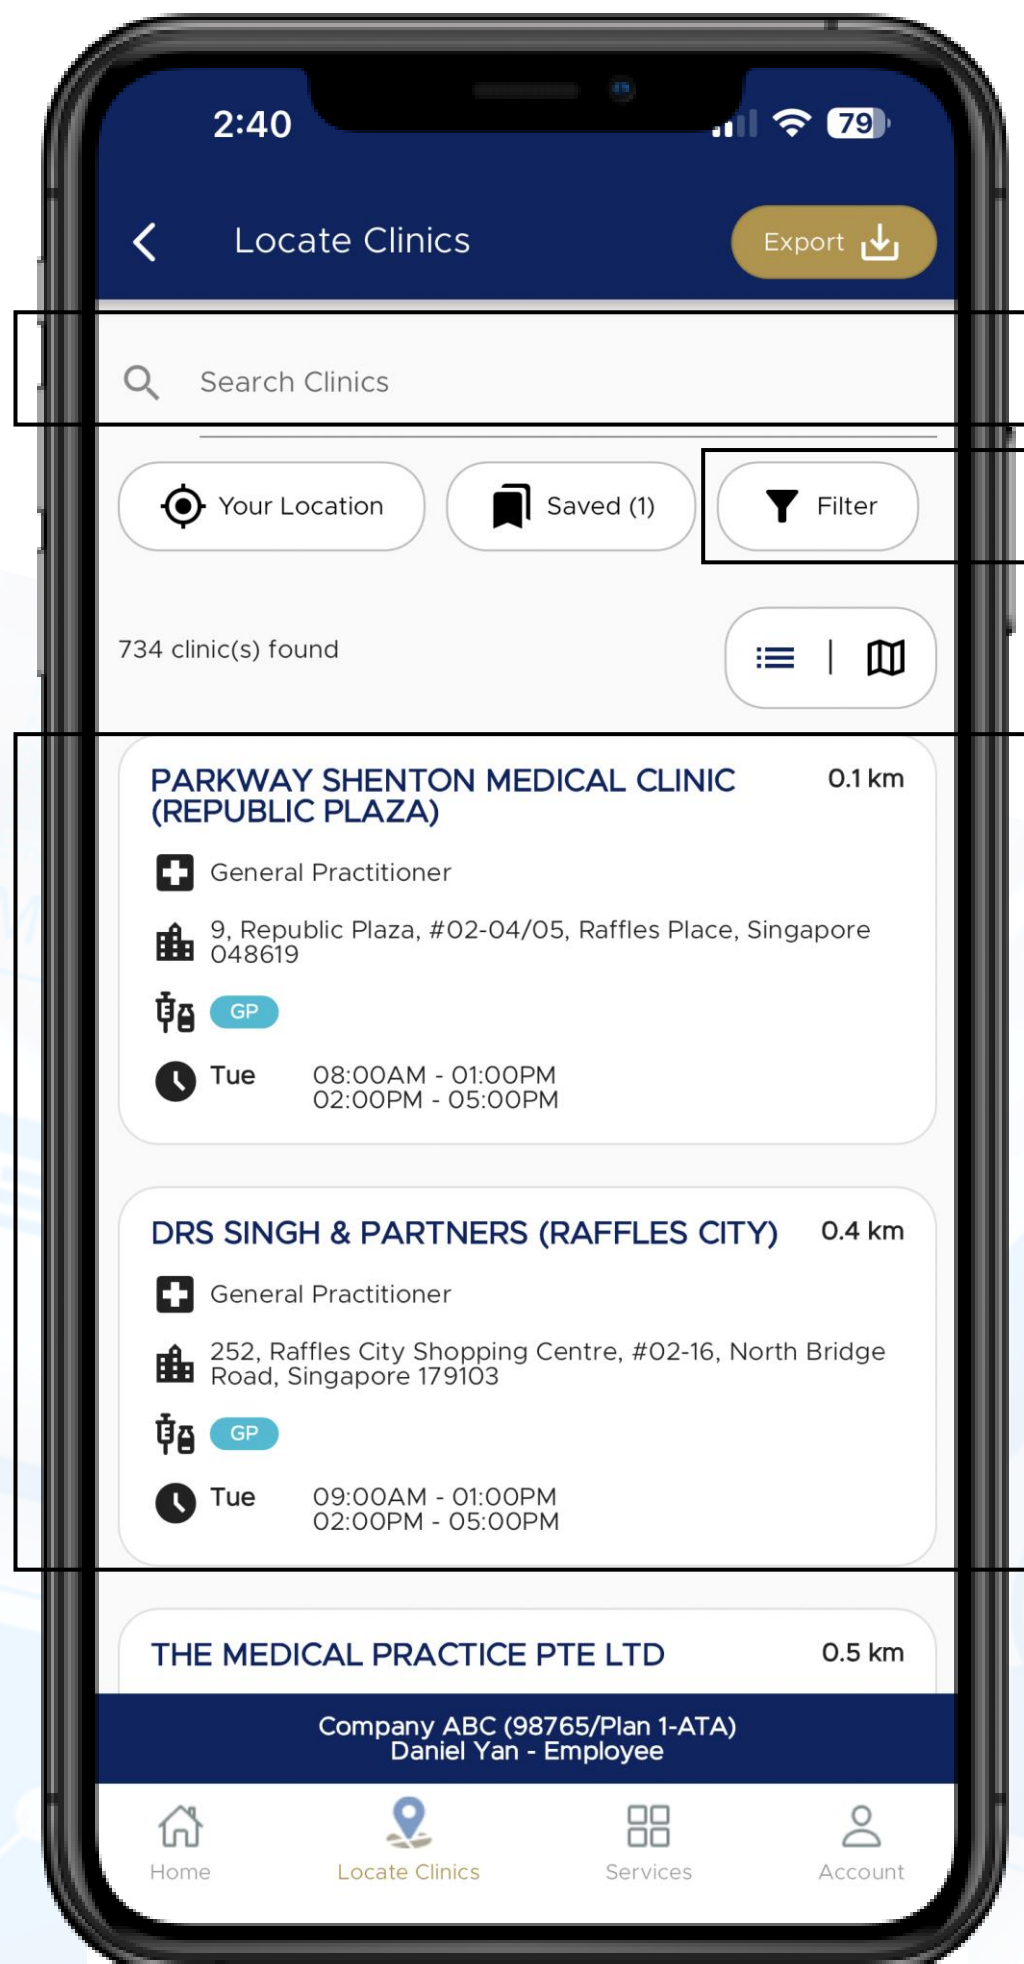 2:40
79
Locate Clinics
Export
Search Clinics
Your Location
Saved (1)
Filter
734 clinic(s) found
PARKWAY SHENTON MEDICAL CLINIC
(REPUBLIC PLAZA)
0.1 km
General Practitioner
9, Republic Plaza, #02-04/05, Raffles Place, Singapore
048619
GP
Tue 08:00AM - 01:00PM
02:00PM - 05:00PM
DRS SINGH & PARTNERS (RAFFLES CITY)
0.4 km
General Practitioner
252, Raffles City Shopping Centre, #02-16, North Bridge
Road, Singapore 179103
GP
Tue 09:00AM - 01:00PM
02:00PM - 05:00PM
THE MEDICAL PRACTICE PTE LTD
0.5 km
Company ABC (98765/Plan 1-ATA)
Daniel Yan - Employee
Home
Locate Clinics
Services
Account